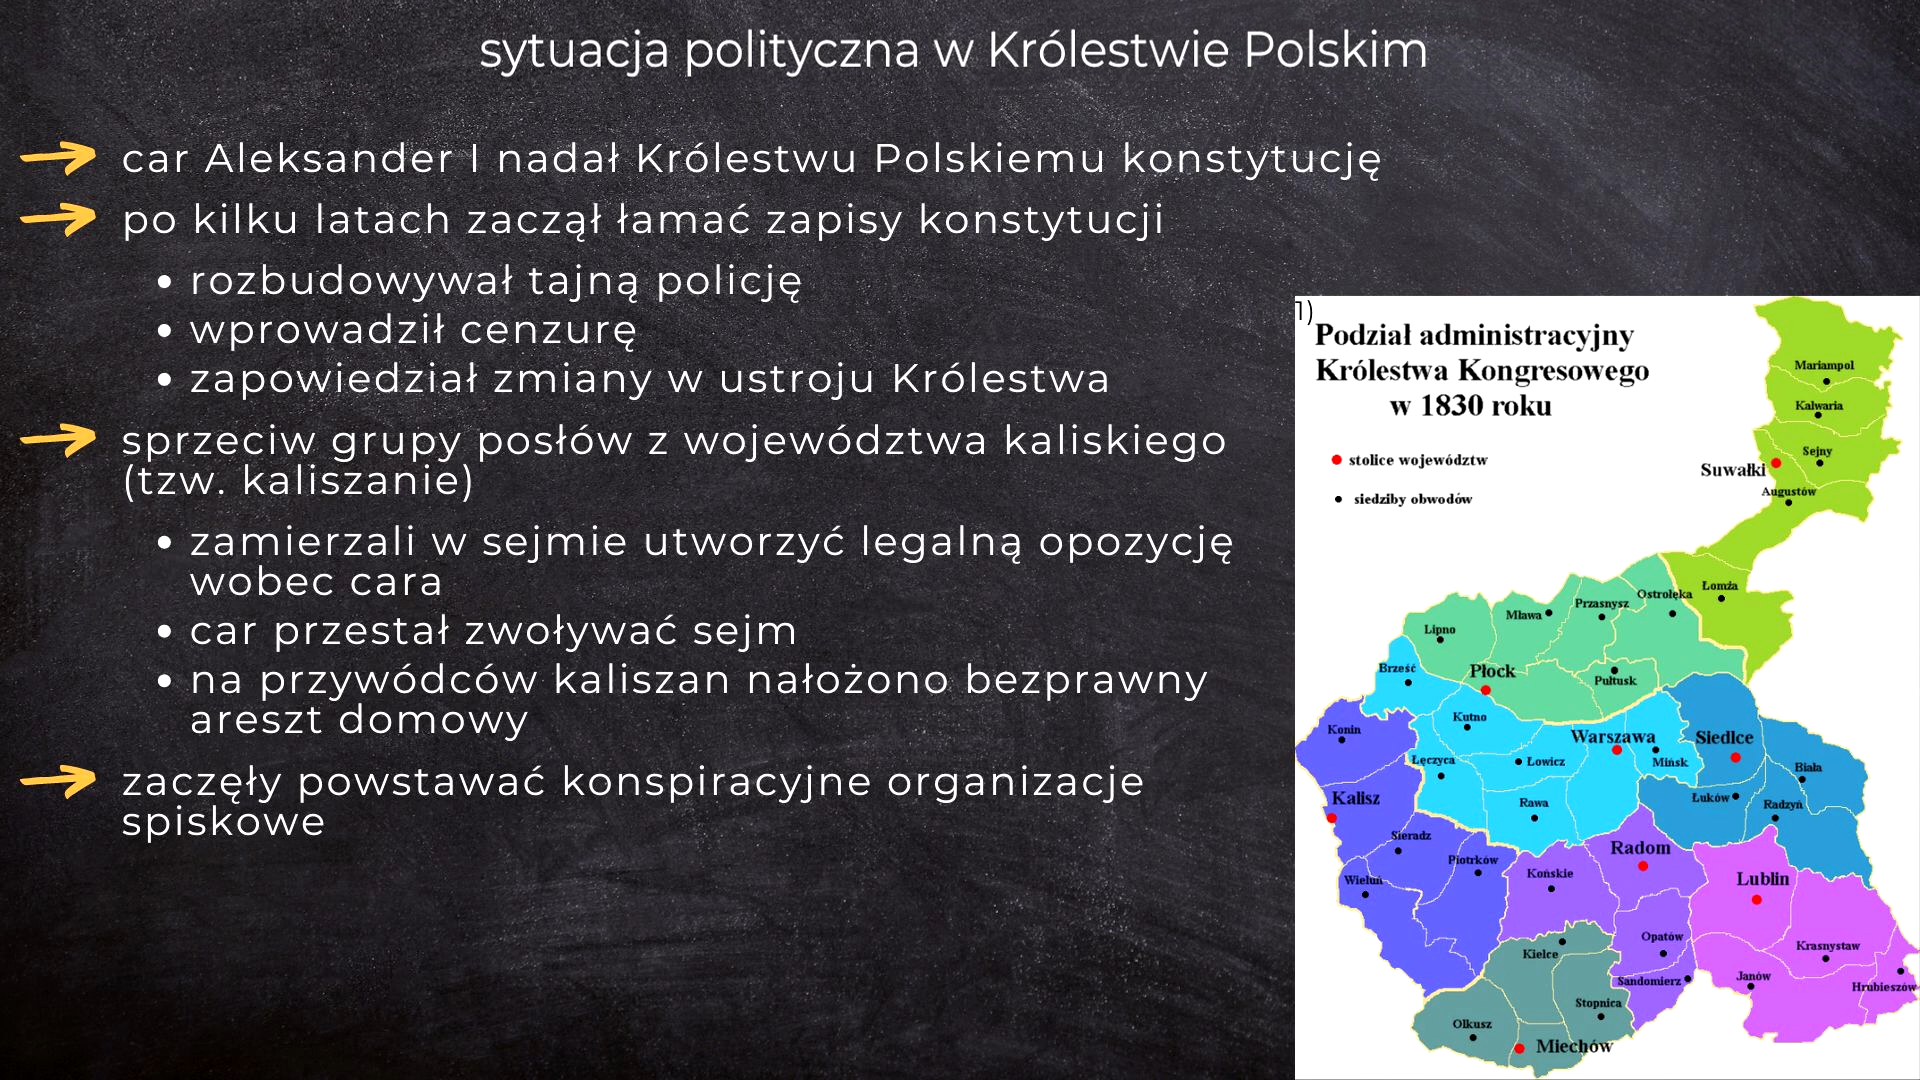 sytuacja polityczna w Królestwie Polskim
car Aleksander I nadał Królestwu Polskiemu konstytucję
po kilku latach zaczął łamać zapisy konstytucji
• rozbudowywał tajną policję
• wprowadził cenzurę
• zapowiedział zmiany w ustroju Królestwa
sprzeciw grupy posłów z województwa kaliskiego
(tzw. kaliszanie)
• zamierzali w sejmie utworzyć legalną opozycję
wobec cara
• car przestał zwoływać sejm
• na przywódców kaliszan nałożono bezprawny
areszt domowy
zaczęły powstawać konspiracyjne organizacje
spiskowe
1)
Podział administracyjny
Królestwa Kongresowego
w 1830 roku
stolice województw
siedziby obwodów
Mariampol
Kalwaria
Sejny
Suwałki
Augustów
Łomża
Ostrołęka
Przasnysz
Mława
Lipno
Brześć
Płock
Pułtusk
Kutno
Konin
Warszawa
Siedlce
Łęczyca
Łowicz
Mińsk
Biała
Kalisz
Rawa
Łuków
Radzyń
Sieradz
Radom
Piotrków
Końskie
Wieluń
Lublin
Opatów
Krasnystaw
Kielce
Sandomierz
Janów
Hrubieszów
Stopnica
Olkusz
Miechów